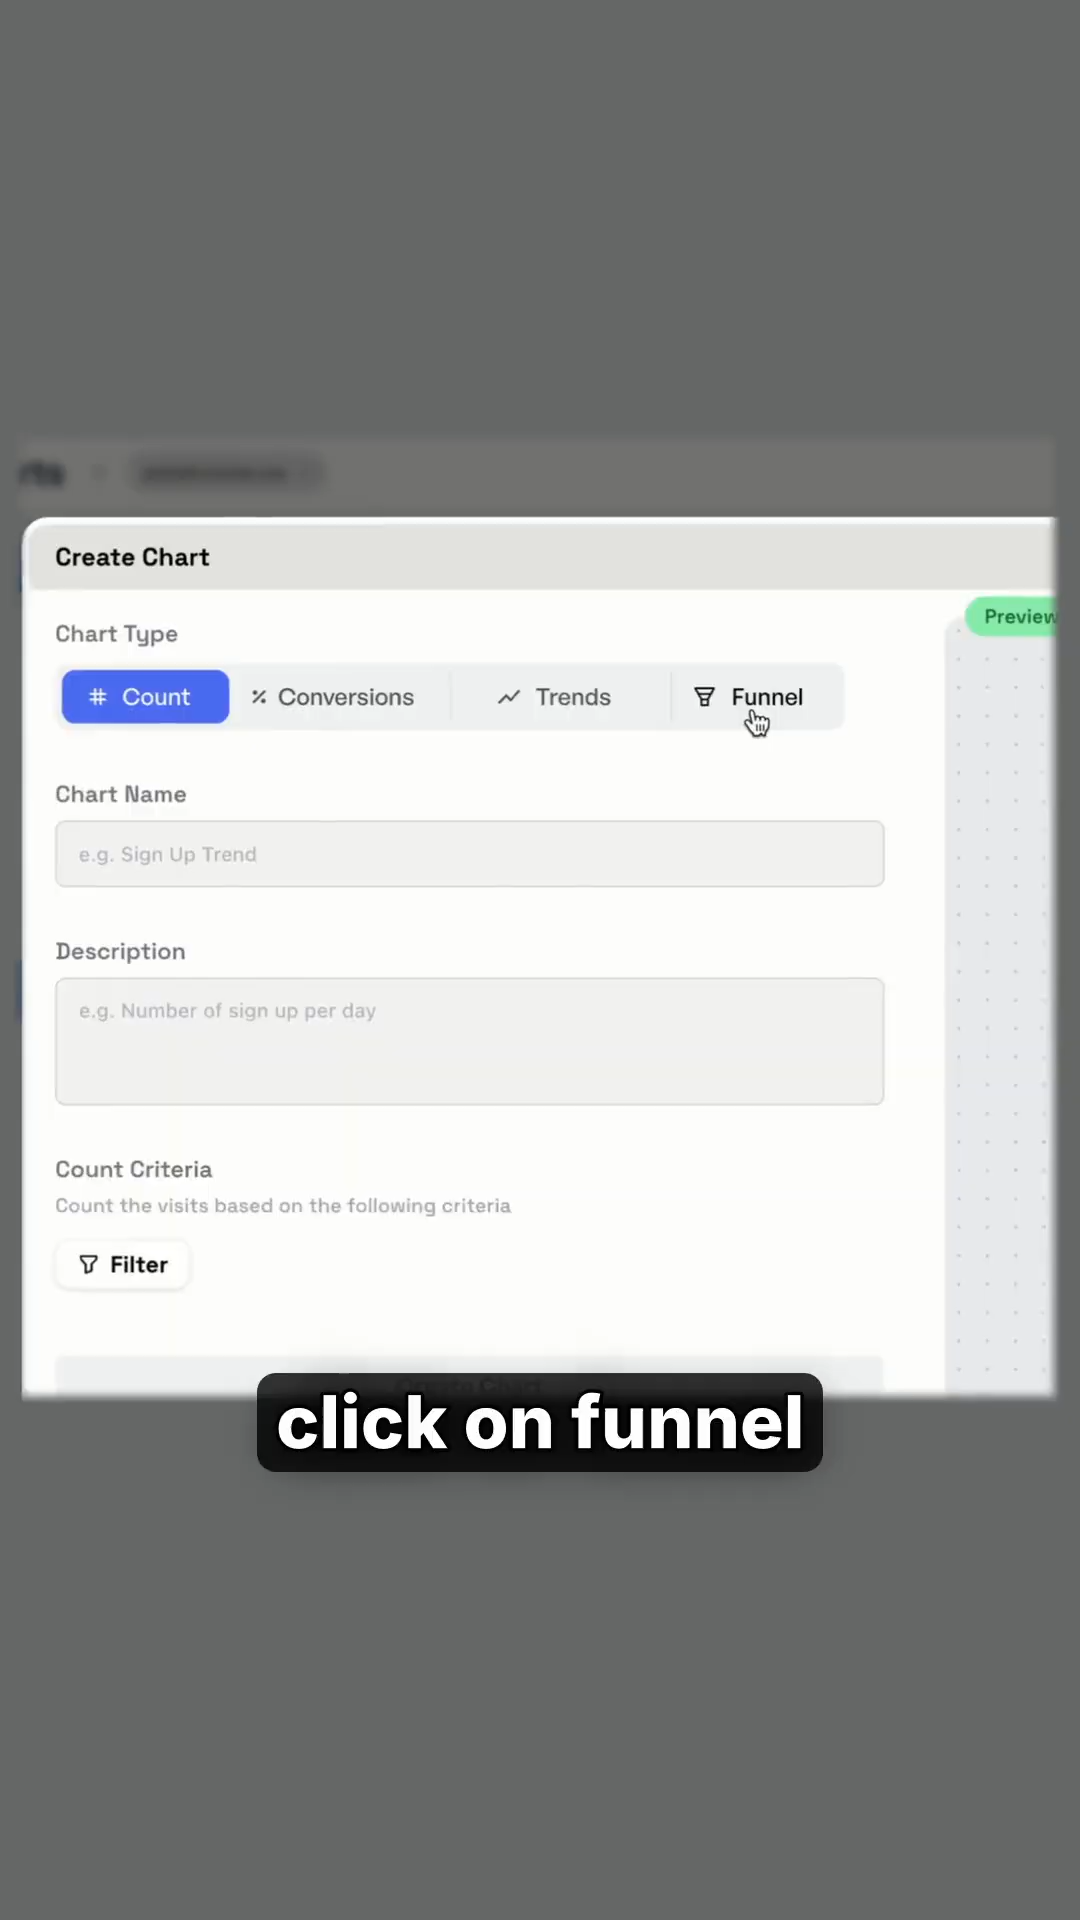 Create Chart
Preview
Chart Type
# Count
% Conversions
Trends
Funnel
Chart Name
e.g. Sign Up Trend
Description
e.g. Number of sign up per day
Count Criteria
Count the visits based on the following criteria
Filter
click on funnel